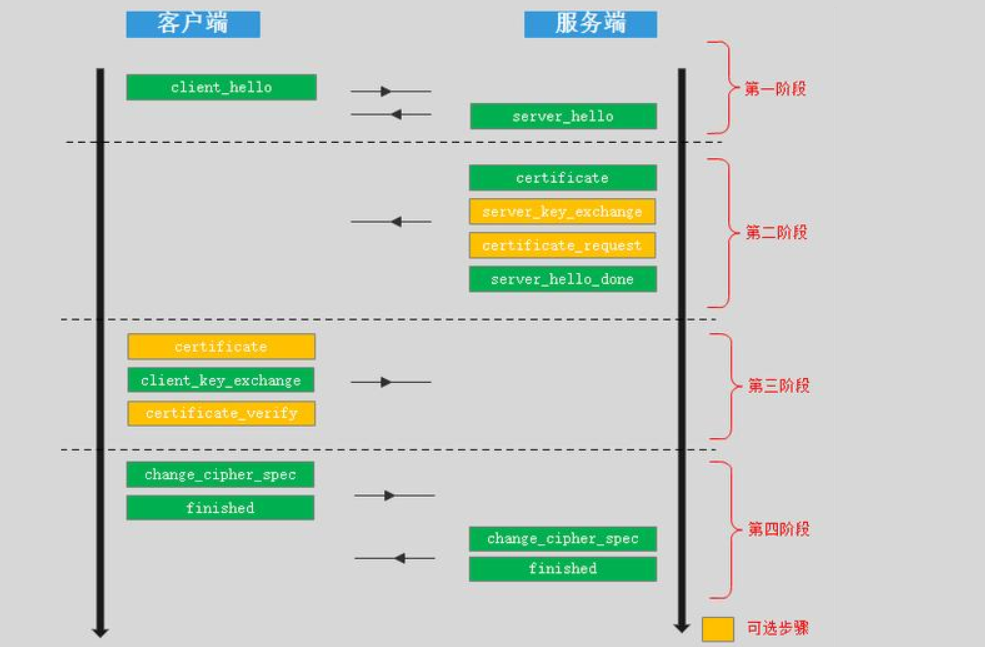 客户端
服务端
client_hello
server_hello
第一阶段
certificate
server_key_exchange
certificate_request
server_hello_done
第二阶段
certificate
client_key_exchange
certificate_verify
第三阶段
change_cipher_spec
finished
change_cipher_spec
finished
第四阶段
可选步骤